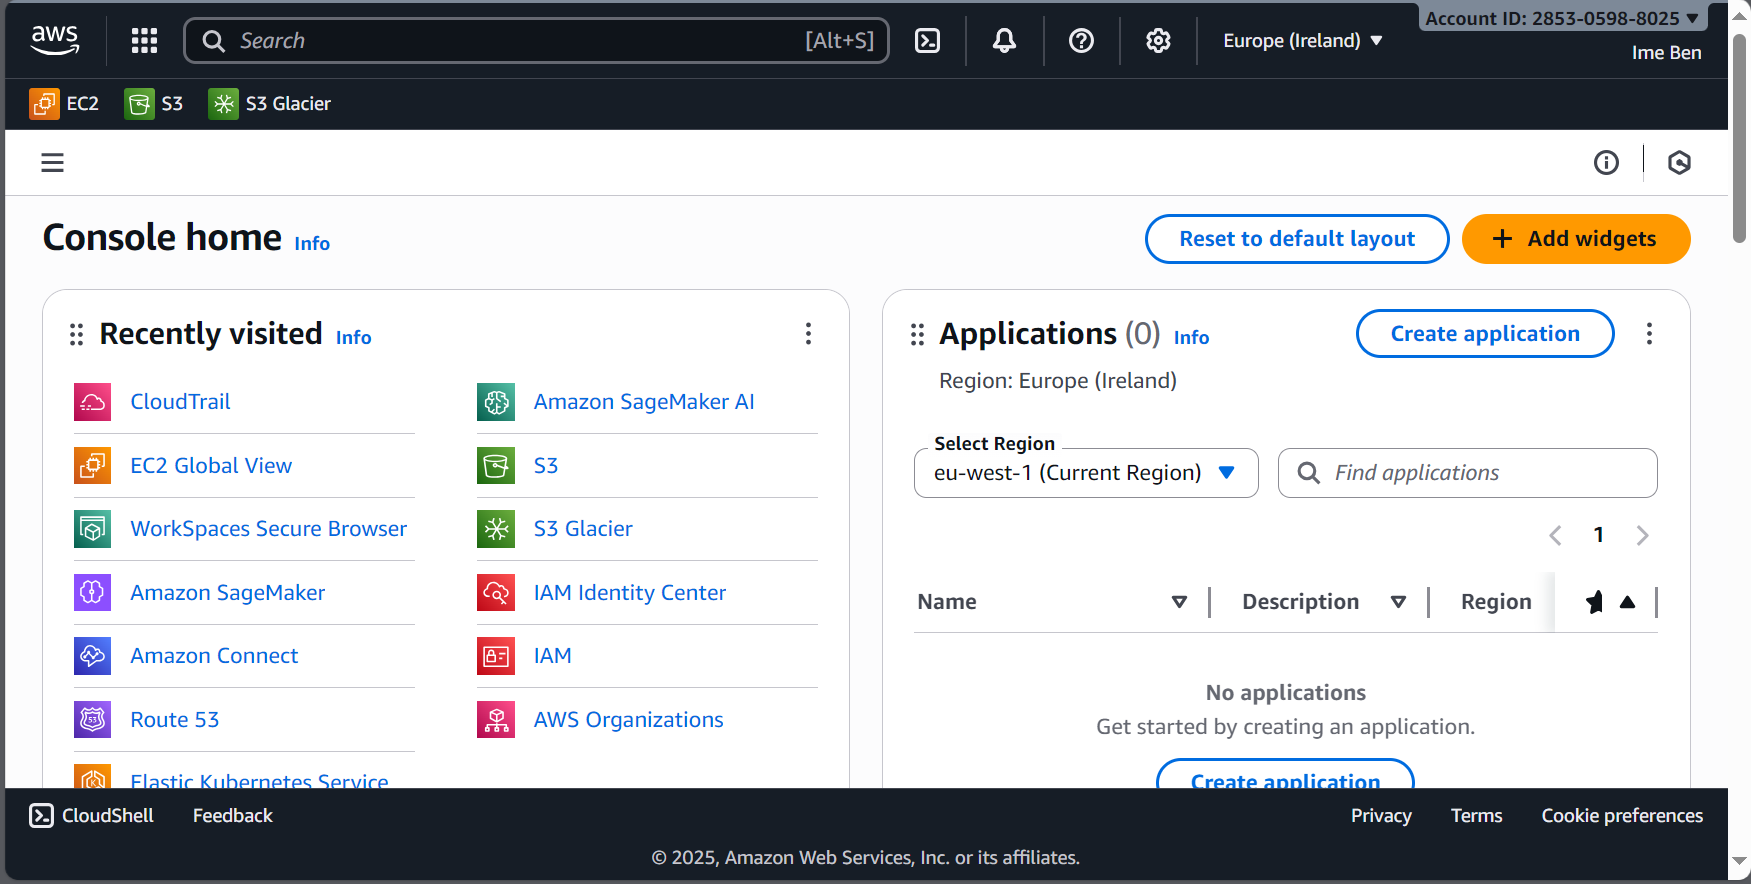 aws
Search
[Alt+S]
Europe (Ireland)
Account ID: 2853-0598-8025
Ime Ben
EC2
S3
S3 Glacier
Console home
Info
Reset to default layout
Add widgets
Recently visited
Info
CloudTrail
EC2 Global View
WorkSpaces Secure Browser
Amazon SageMaker
Amazon Connect
Route 53
Elastic Kubernetes Service
Amazon SageMaker AI
S3
S3 Glacier
IAM Identity Center
IAM
AWS Organizations
Applications (0)
Info
Create application
Region: Europe (Ireland)
Select Region
eu-west-1 (Current Region)
Find applications
1
Name
Description
Region
No applications
Get started by creating an application.
Create application
CloudShell
Feedback
Privacy
Terms
Cookie preferences
© 2025, Amazon Web Services, Inc. or its affiliates.